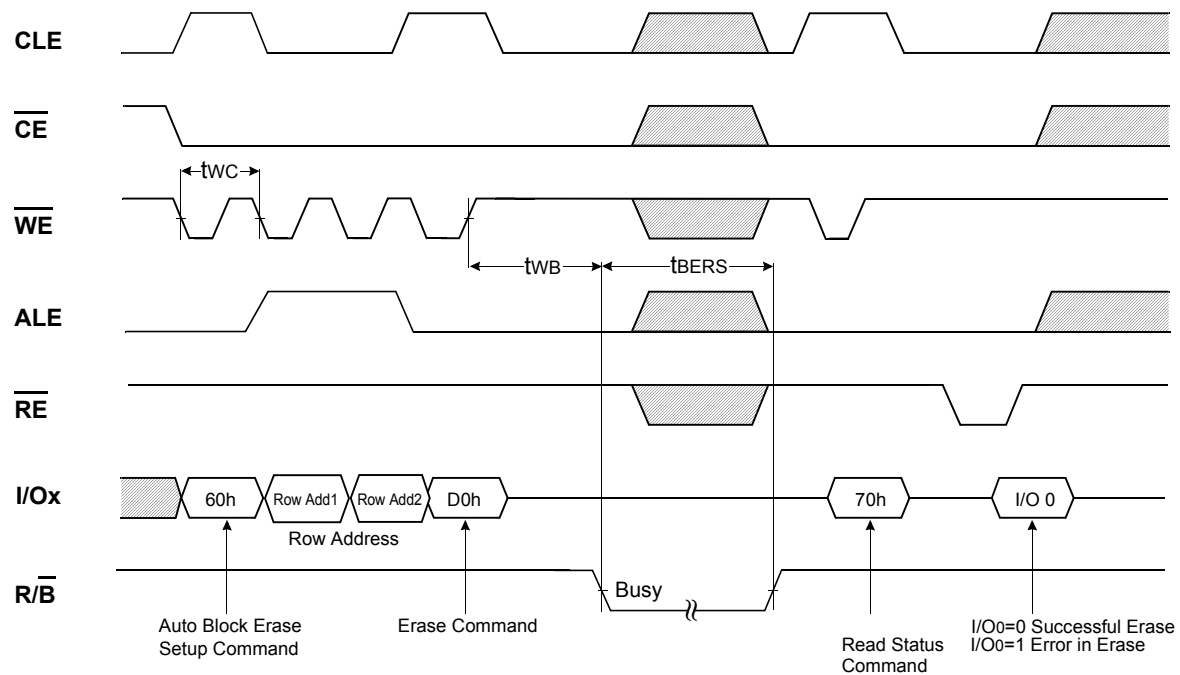 CLE
CE
tWC
WE
tWB
tBERS
ALE
RE
I/Ox
60h
Row Add1
Row Add2
D0h
70h
I/O 0
Row Address
R/B
Busy
Auto Block Erase
Setup Command
Erase Command
Read Status
Command
I/O0=0 Successful Erase
I/O0=1 Error in Erase